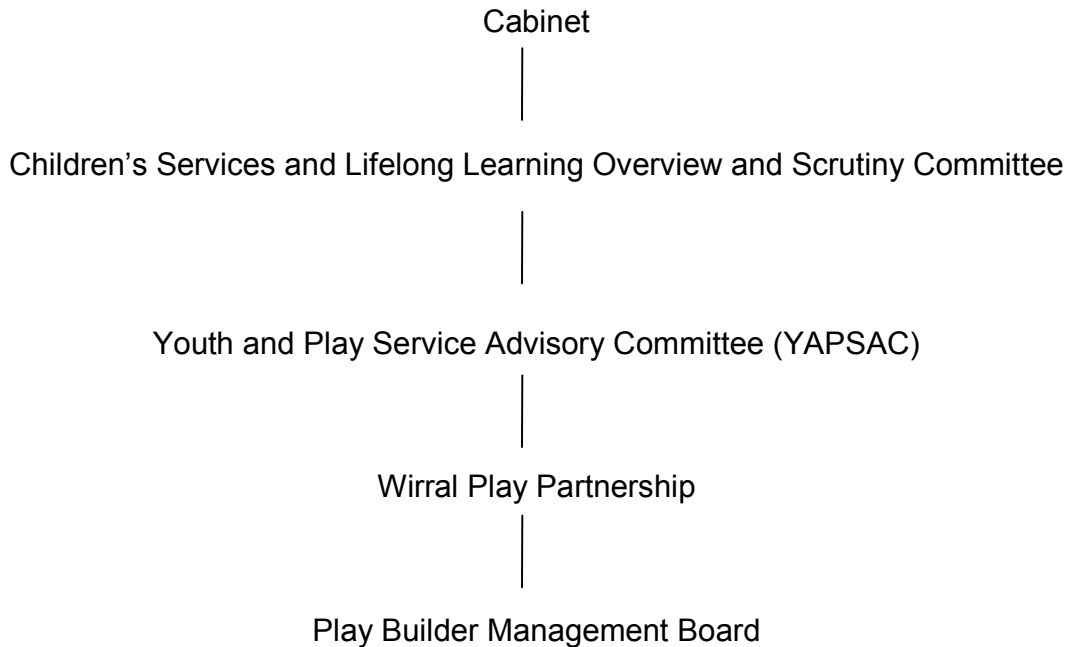 Cabinet
Children’s Services and Lifelong Learning Overview and Scrutiny Committee
Youth and Play Service Advisory Committee (YAPSAC)
Wirral Play Partnership
Play Builder Management Board